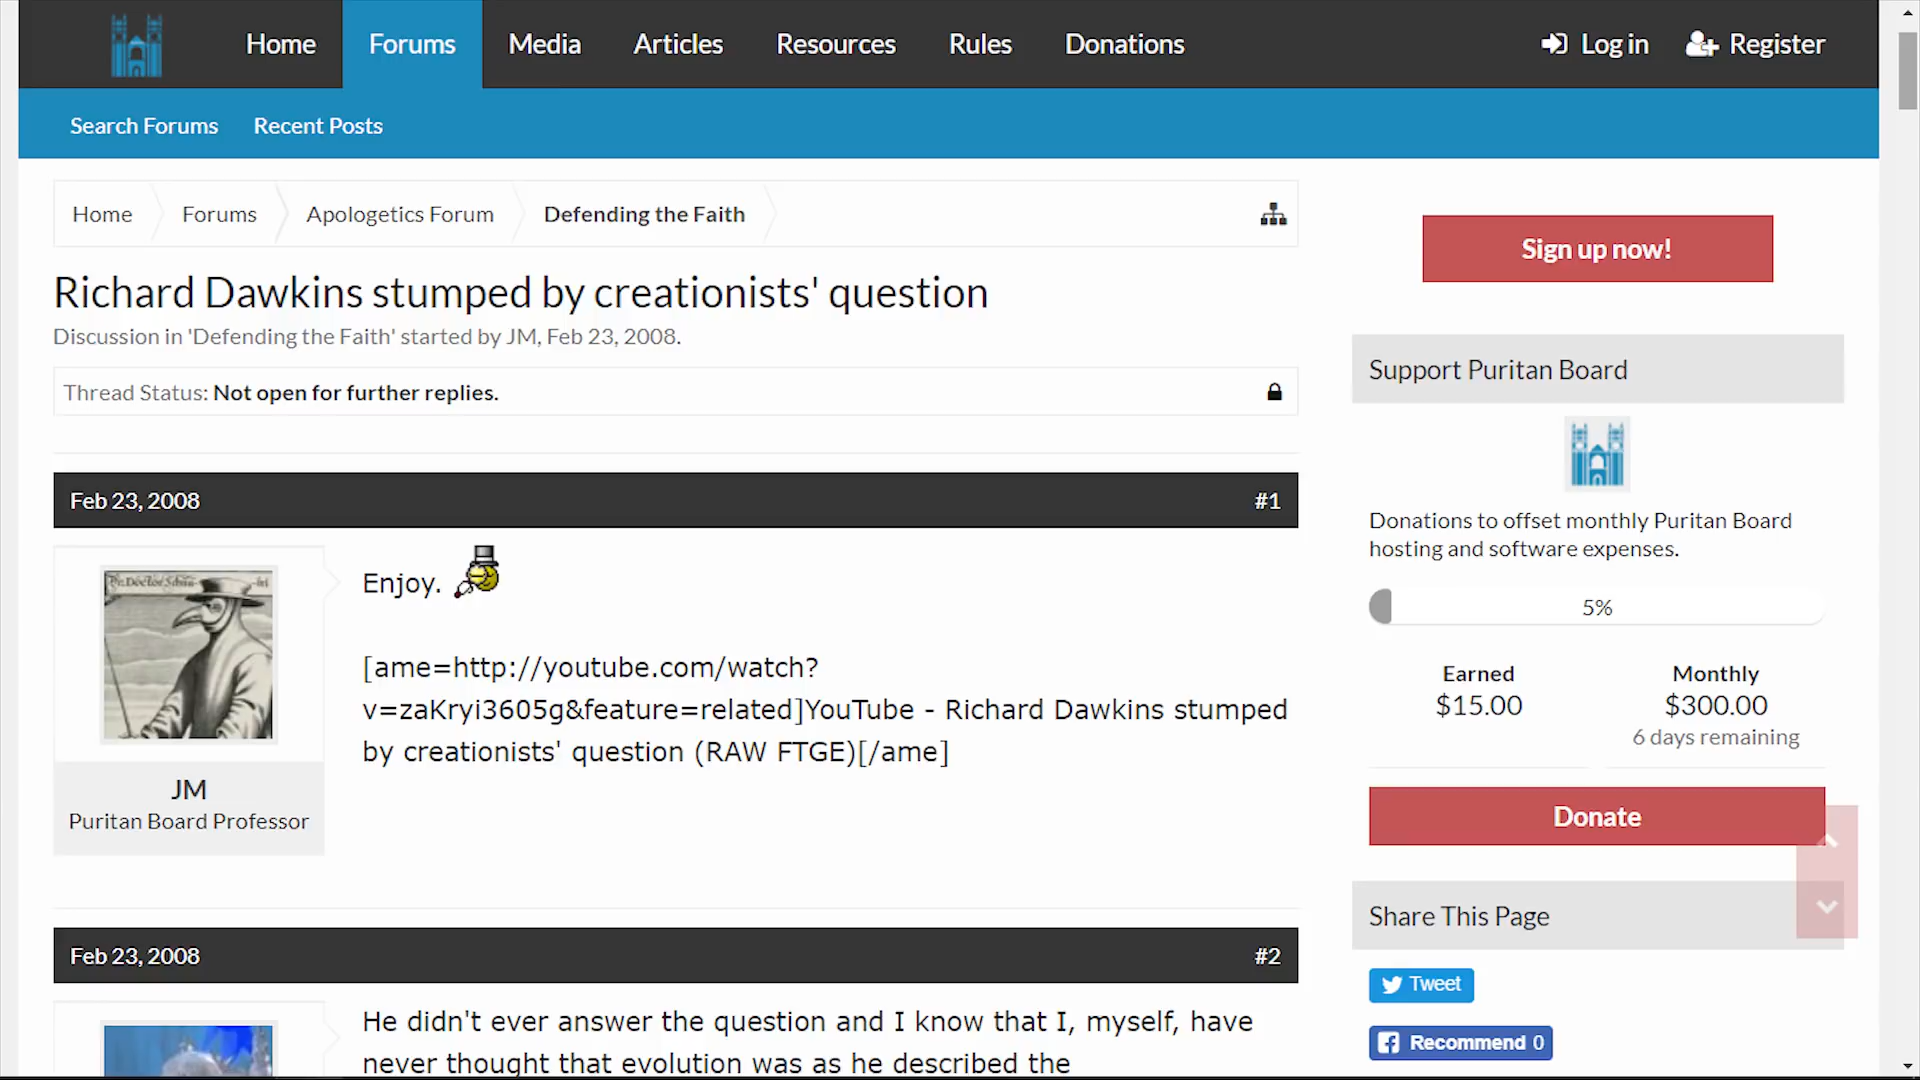 Home Forums Media Articles Resources Rules Donations Log in Register
Search Forums Recent Posts
Home Forums Apologetics Forum Defending the Faith
Sign up now!
Richard Dawkins stumped by creationists' question
Discussion in 'Defending the Faith' started by JM, Feb 23, 2008.
Thread Status: Not open for further replies.
Feb 23, 2008 #1
Enjoy.
[ame=http://youtube.com/watch?
v=zaKryi3605g&feature=related]YouTube - Richard Dawkins stumped
by creationists' question (RAW FTGE)[/ame]
JM
Puritan Board Professor
Feb 23, 2008 #2
He didn't ever answer the question and I know that I, myself, have
never thought that evolution was as he described the
Support Puritan Board
Donations to offset monthly Puritan Board
hosting and software expenses.
5%
Earned Monthly
$15.00 $300.00
6 days remaining
Donate
Share This Page
Tweet
Recommend 0